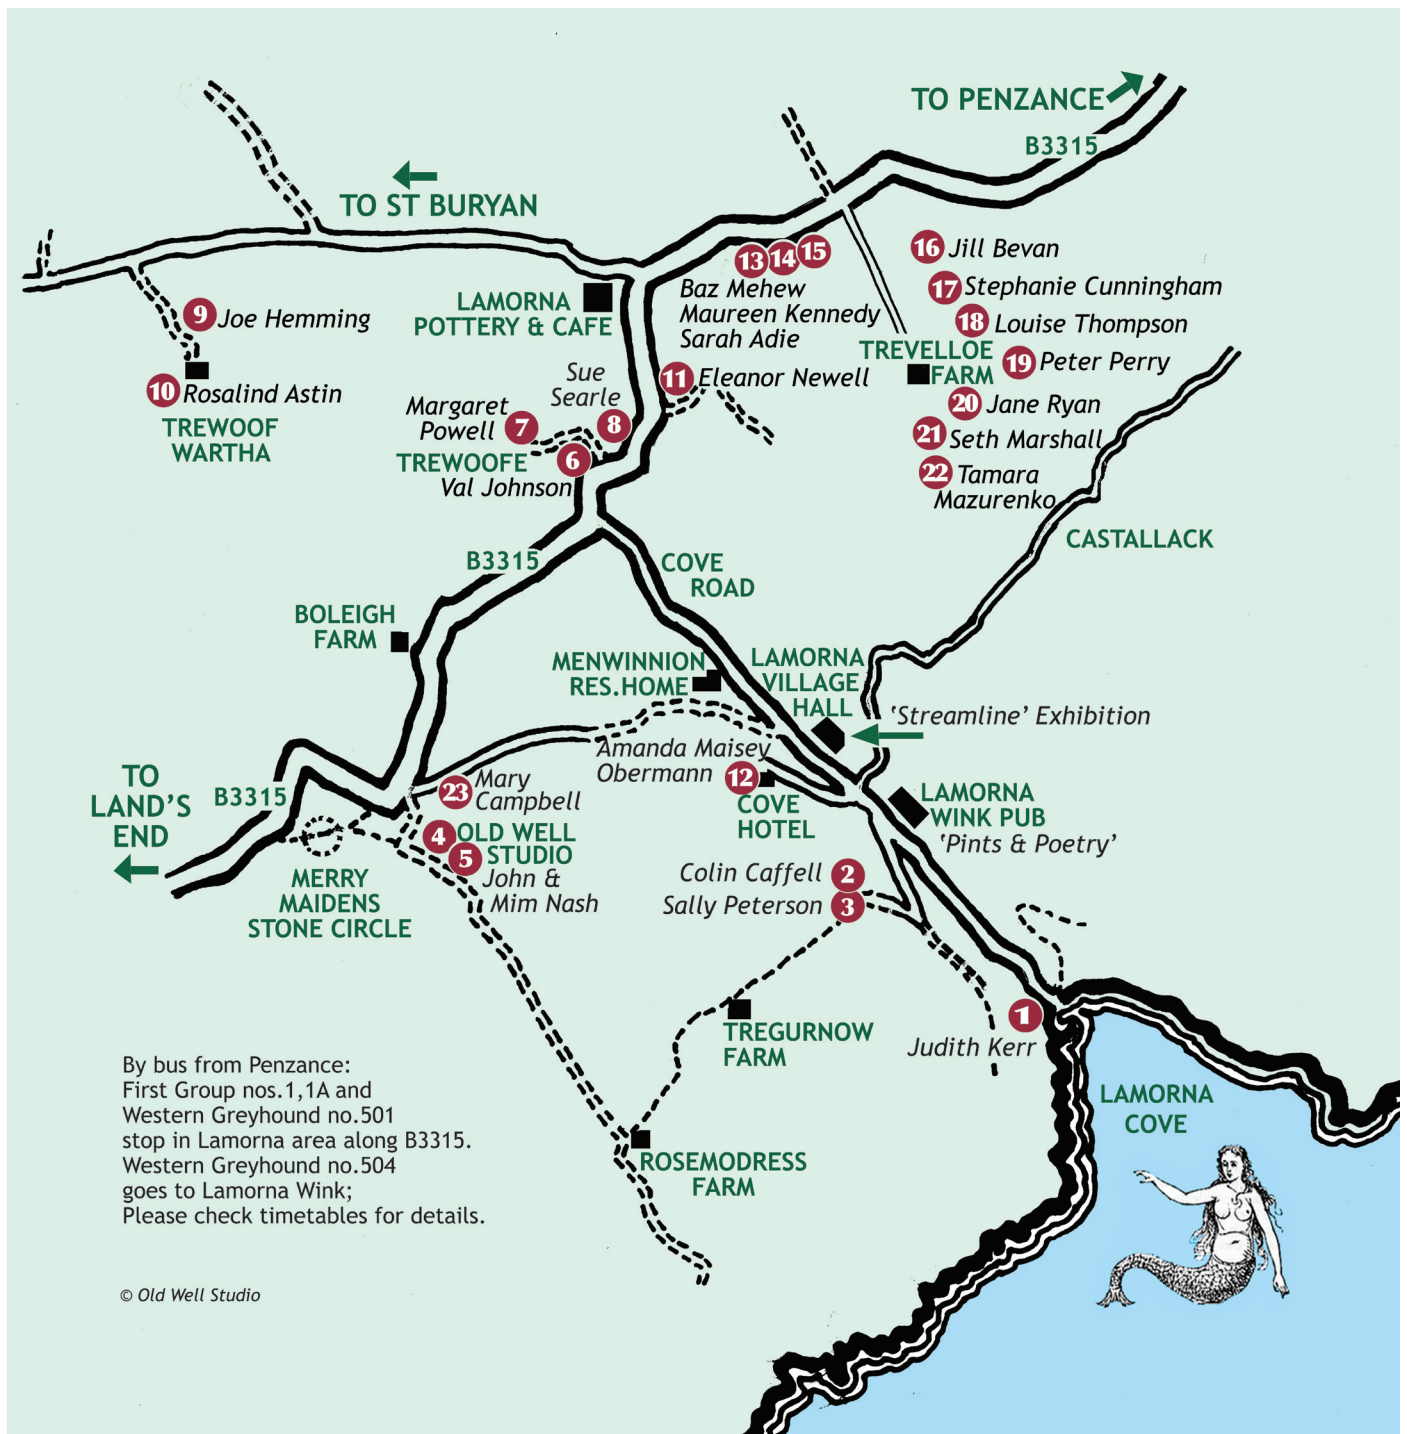 TO PENZANCE
B3315
TO ST BURYAN
16 Jill Bevan
17 Stephanie Cunningham
18 Louise Thompson
19 Peter Perry
20 Jane Ryan
21 Seth Marshall
22 Tamara
Mazurenko
TREVELLOE
FARM
13 14 15
Baz Mehew
Maureen Kennedy
Sarah Adie
LAMORNA
POTTERY & CAFE
9 Joe Hemming
10 Rosalind Astin
TREWOOF
WARTHA
11 Eleanor Newell
Sue
Searle
8
Margaret
Powell
7
TREWOOFE
6
Val Johnson
CASTALLACK
B3315
COVE
ROAD
BOLEIGH
FARM
MENWINNION
RES.HOME
LAMORNA
VILLAGE
HALL
‘Streamline’ Exhibition
Amanda Maisey
Obermann 12
COVE
HOTEL
LAMORNA
WINK PUB
‘Pints & Poetry’
TO
LAND’S
END
B3315
23 Mary
Campbell
4 OLD WELL
5 STUDIO
John &
Mim Nash
MERRY
MAIDENS
STONE CIRCLE
Colin Caffell 2
Sally Peterson 3
TREGURNOW
FARM
1
Judith Kerr
LAMORNA
COVE
ROSEMODRESS
FARM
By bus from Penzance:
First Group nos.1,1A and
Western Greyhound no.501
stop in Lamorna area along B3315.
Western Greyhound no.504
goes to Lamorna Wink;
Please check timetables for details.
© Old Well Studio